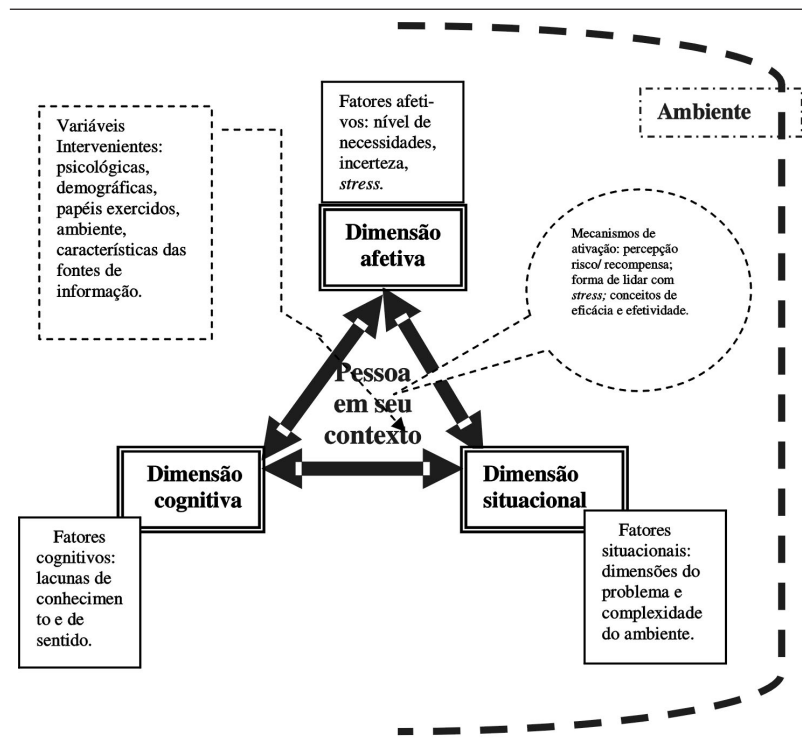 Fatores afeti-
vos: nível de
necessidades,
incerteza,
stress.
Ambiente
Variáveis
Intervenientes:
psicológicas,
demográficas,
papéis exercidos,
ambiente,
características das
fontes de
informação.
Dimensão
afetiva
Mecanismos de
ativação: percepção
risco/ recompensa;
forma de lidar com
stress; conceitos de
eficácia e efetividade.
Pessoa
em seu
contexto
Dimensão
cognitiva
Dimensão
situacional
Fatores
cognitivos:
lacunas de
conhecimen
to e de
sentido.
Fatores
situacionais:
dimensões do
problema e
complexidade
do ambiente.